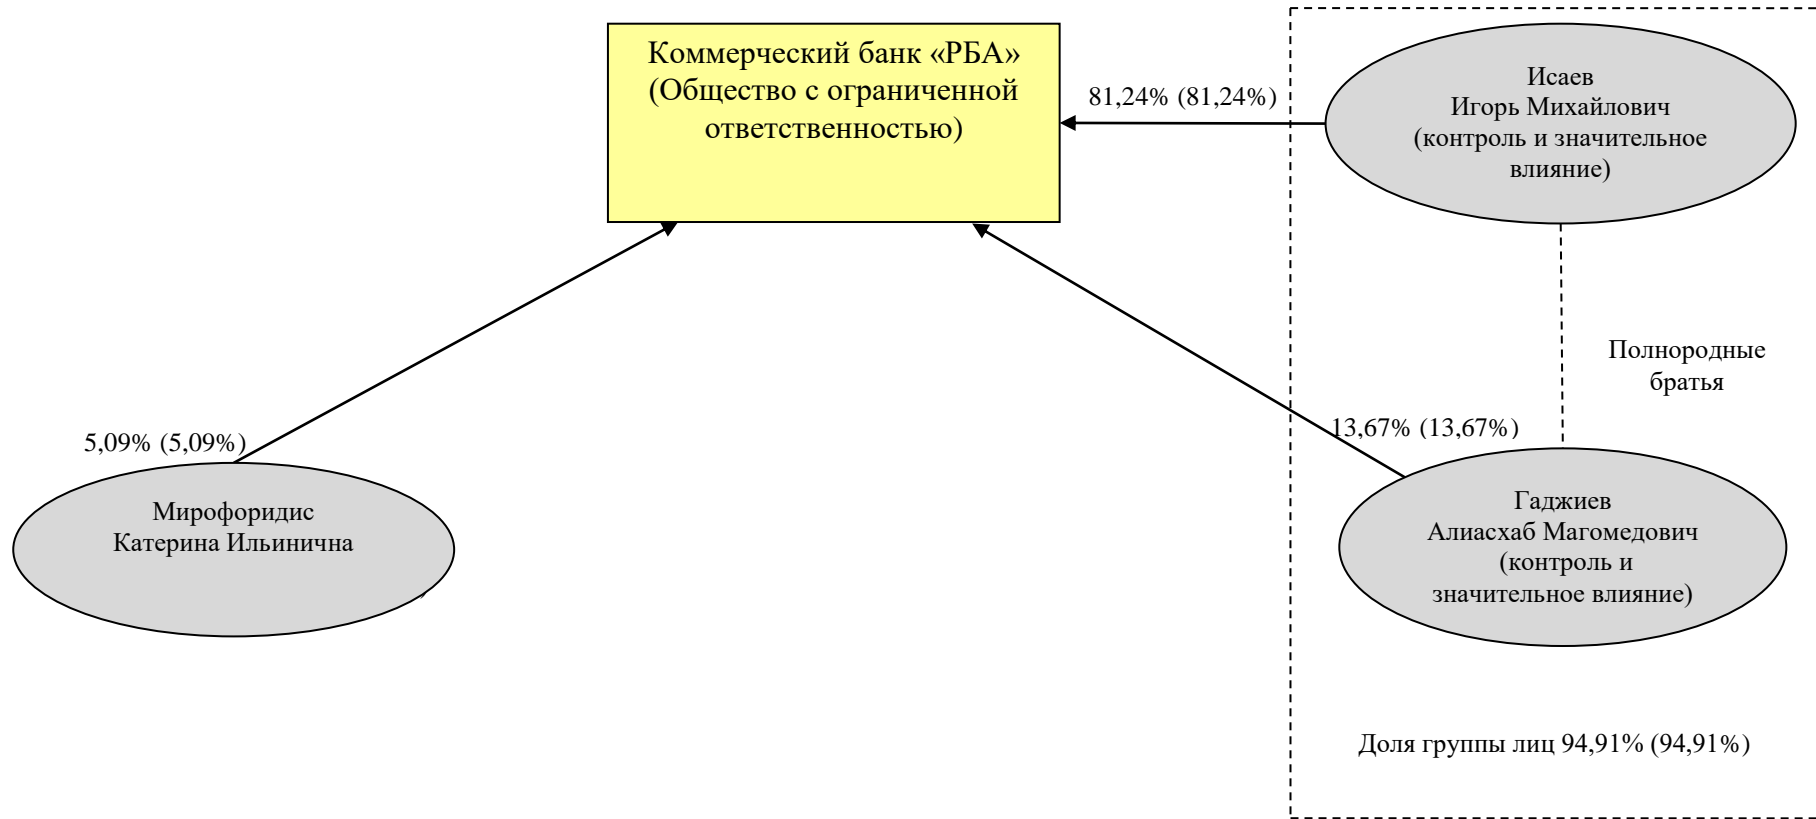 Коммерческий банк «РБА»
(Общество с ограниченной
ответственностью)
81,24% (81,24%)
Исаев
Игорь Михайлович
(контроль и значительное
влияние)
Полнородные
братья
5,09% (5,09%)
13,67% (13,67%)
Мирофоридис
Катерина Ильинична
Гаджиев
Алиасхаб Магомедович
(контроль и
значительное влияние)
Доля группы лиц 94,91% (94,91%)